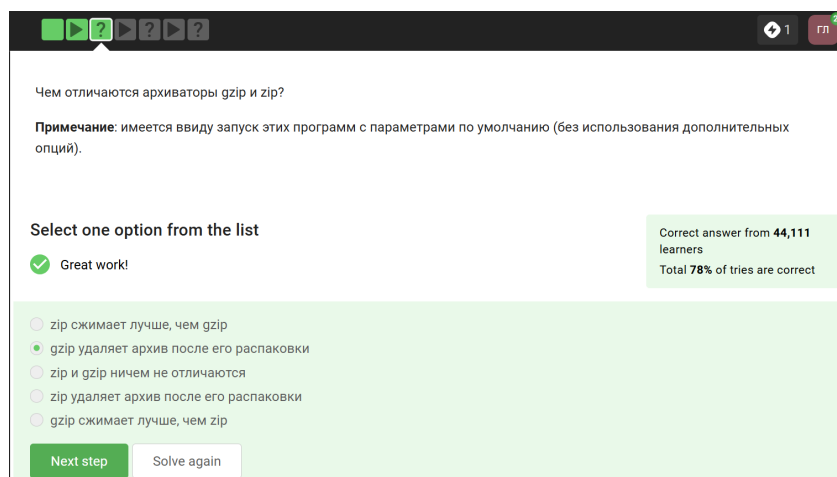 ?
?
?
1
ГЛ
2
Чем отличаются архиваторы gzip и zip?
Примечание: имеется ввиду запуск этих программ с параметрами по умолчанию (без использования дополнительных
опций).
Select one option from the list
Great work!
Correct answer from 44,111
learners
Total 78% of tries are correct
zip сжимает лучше, чем gzip
gzip удаляет архив после его распаковки
zip и gzip ничем не отличаются
zip удаляет архив после его распаковки
gzip сжимает лучше, чем zip
Next step
Solve again